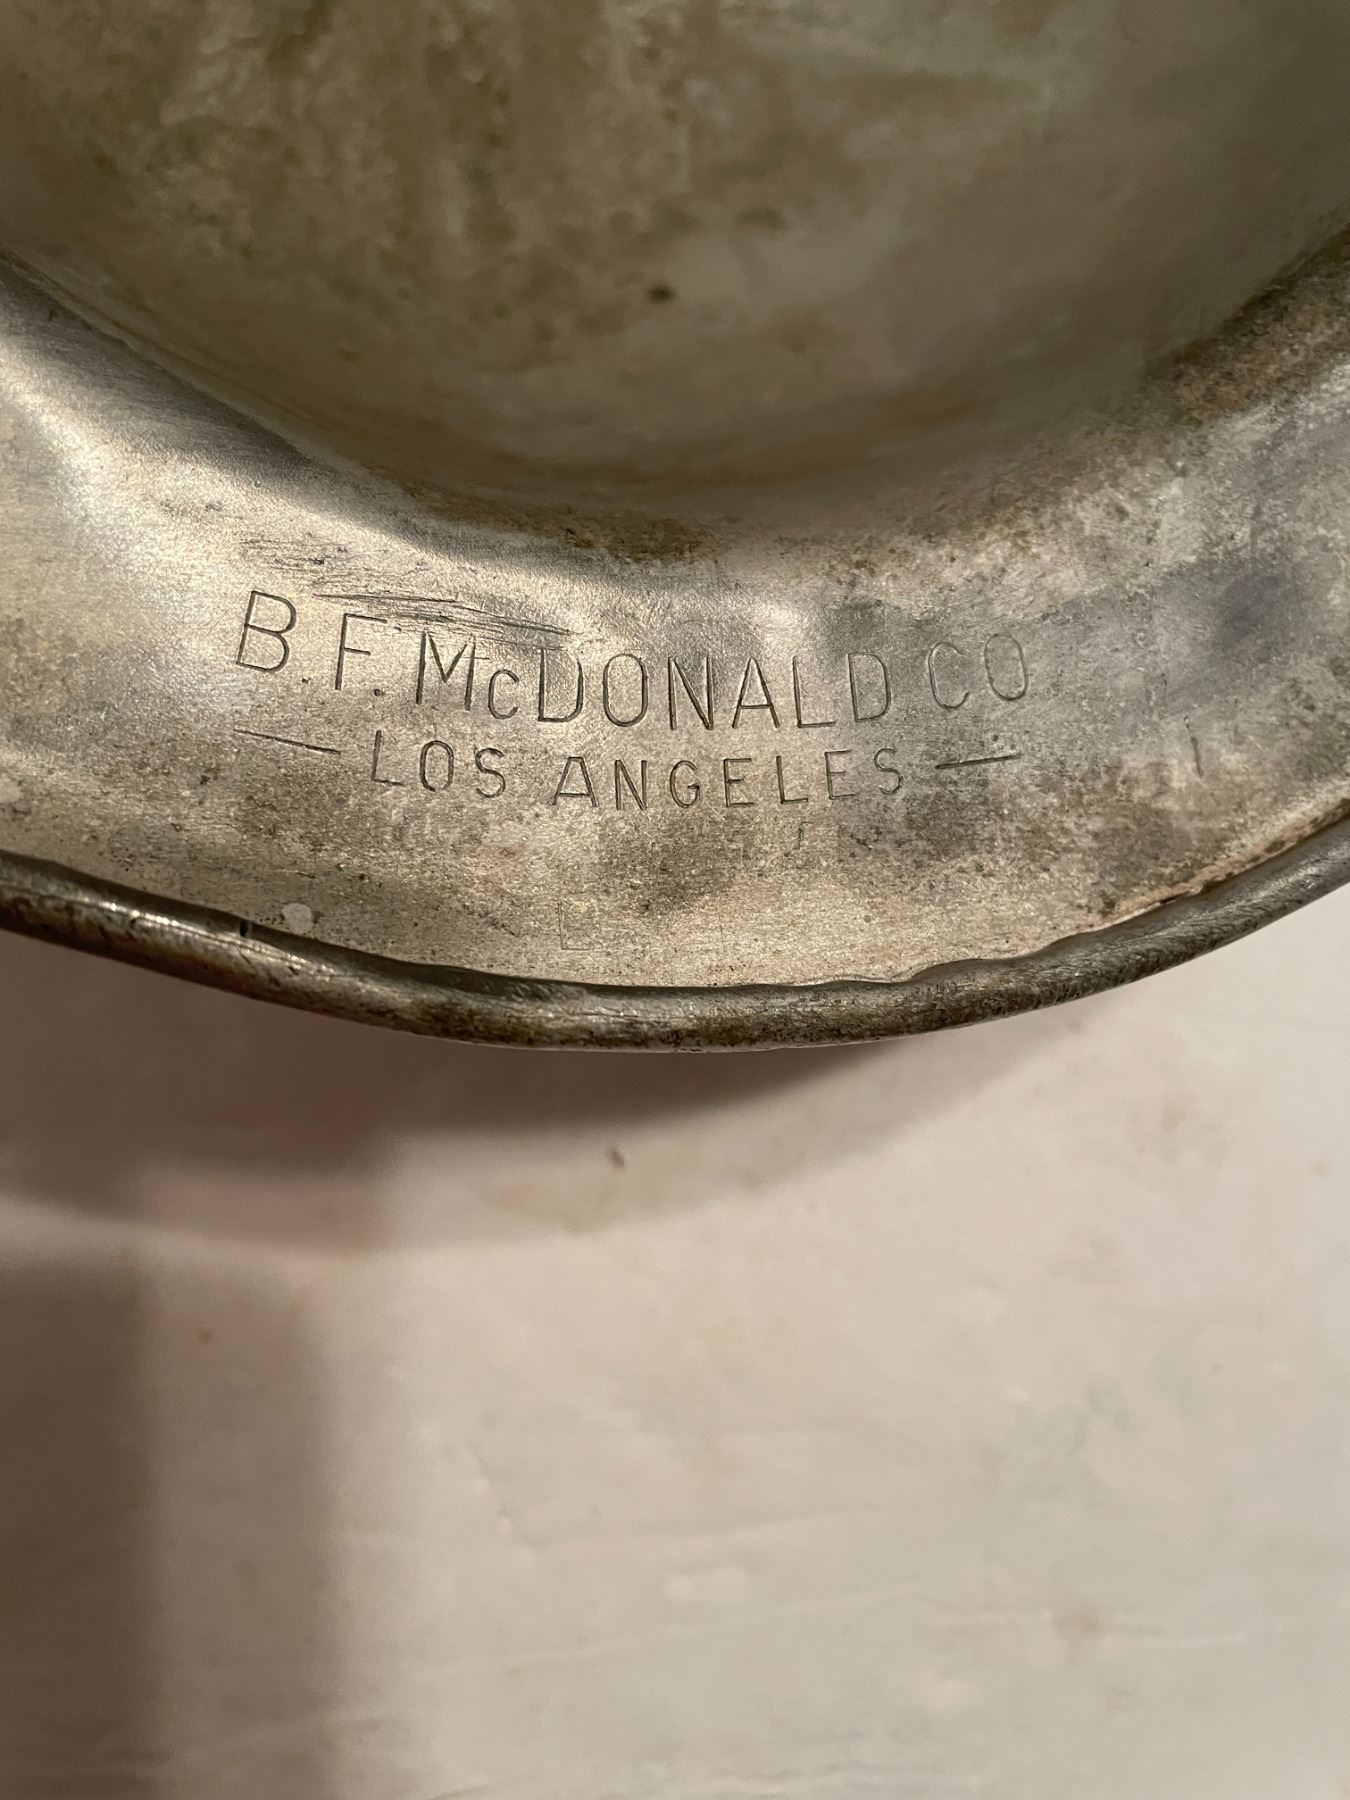 B.F. McDONALD CO
— LOS ANGELES —